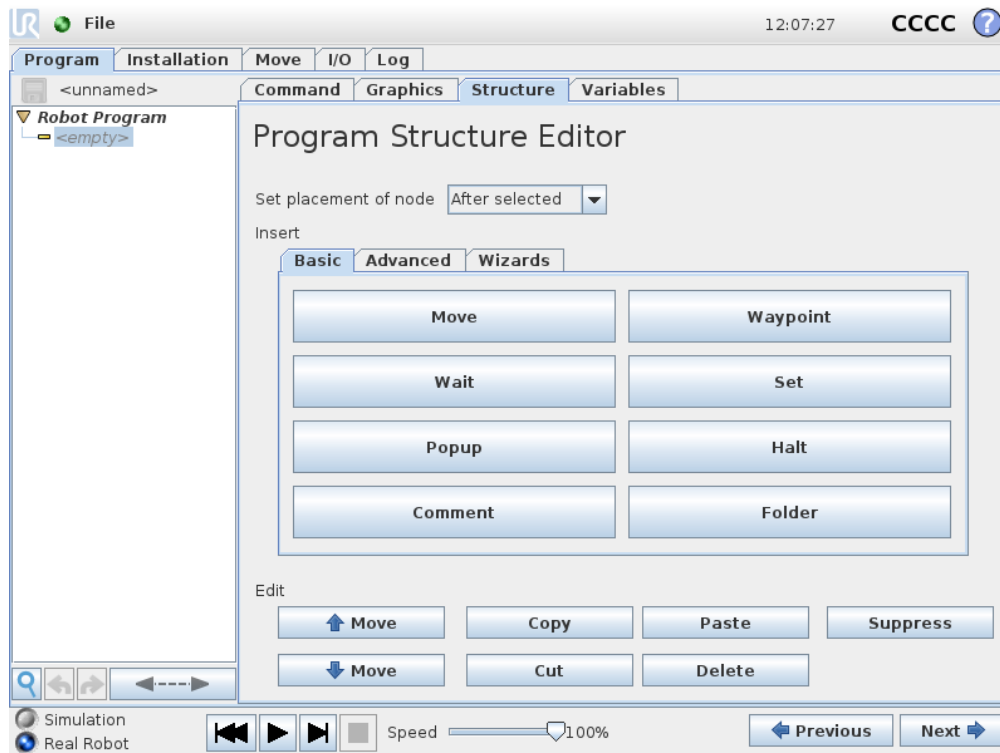 UR File 12:07:27 CCCC ?
Program Installation Move I/O Log
<unnamed> Command Graphics Structure Variables
Robot Program
<empty>
Program Structure Editor
Set placement of node After selected
Insert
Basic Advanced Wizards
Move Waypoint
Wait Set
Popup Halt
Comment Folder
Edit
Move Copy Paste Suppress
Move Cut Delete
Simulation
Real Robot
Speed 100%
Previous Next